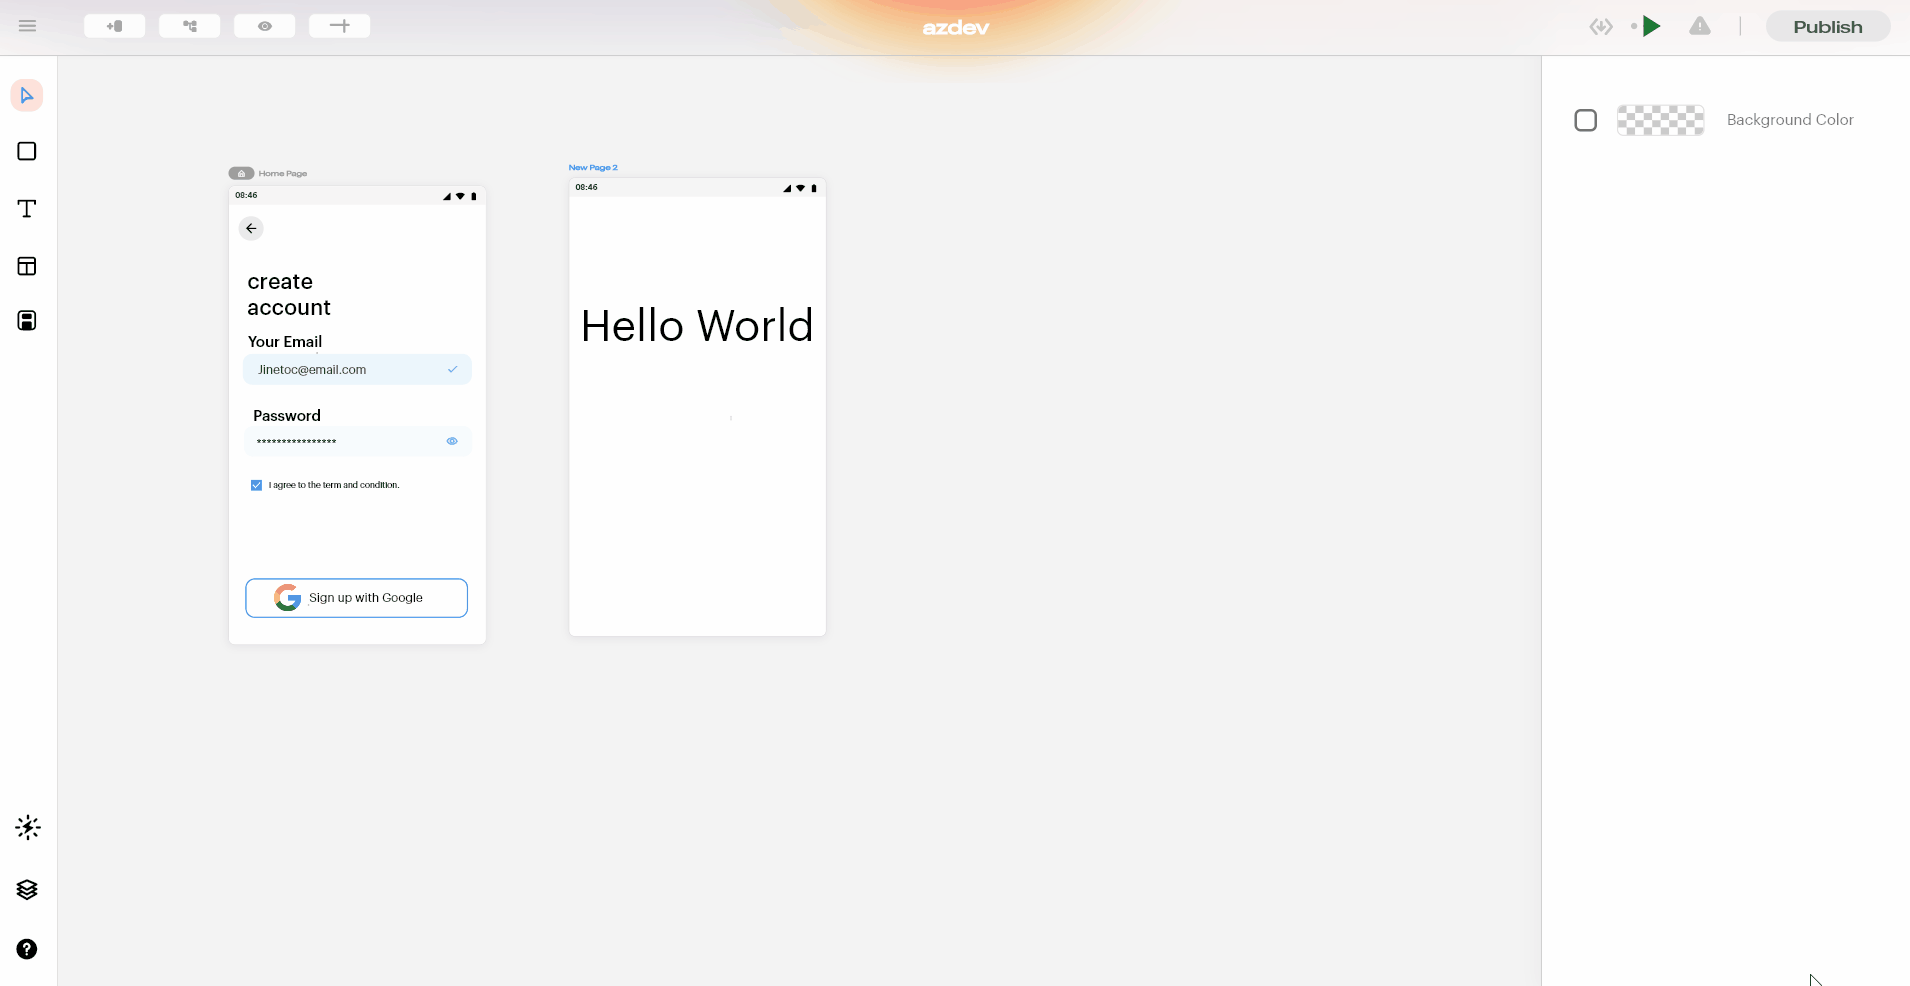 azdev
Publish
Background Color
Home Page
08:46
create
account
Your Email
Jinetoc@email.com
Password
****************
I agree to the term and condition.
Sign up with Google
New Page 2
08:46
Hello World